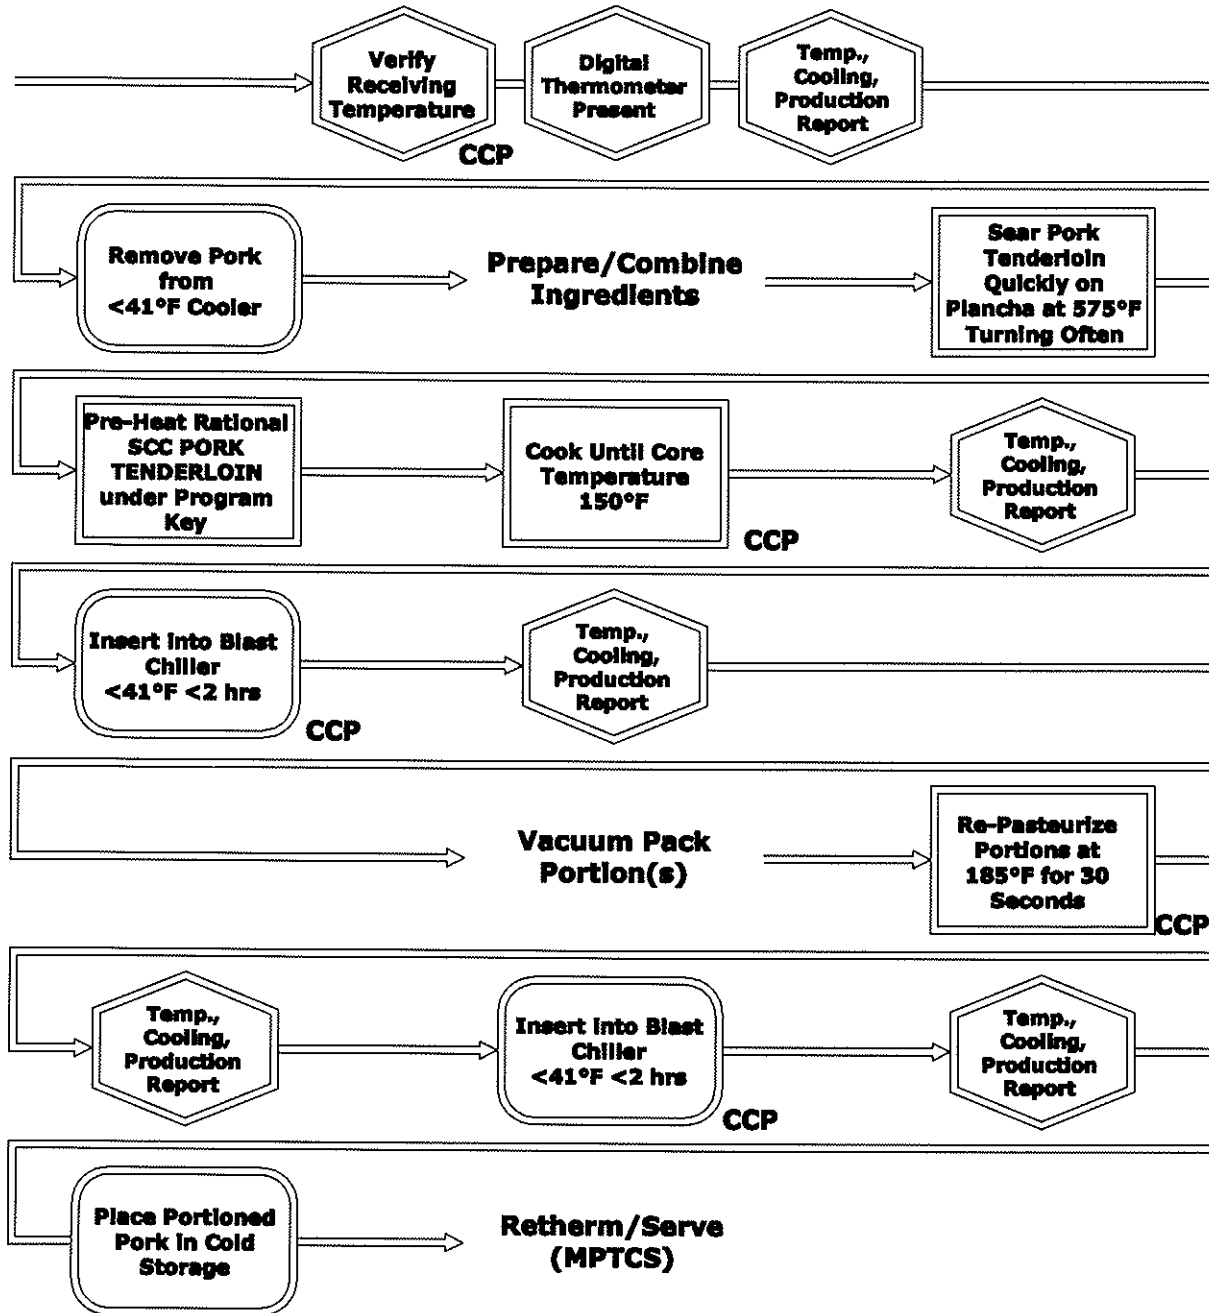 Verify
Receiving
Temperature
CCP
Digital
Thermometer
Present
Temp.,
Cooling,
Production
Report
Remove Pork
from
<41°F Cooler
Prepare/Combine
Ingredients
Sear Pork
Tenderloin
Quickly on
Plancha at 575°F
Turning Often
Pre-Heat Rational
SCC PORK
TENDERLOIN
under Program
Key
Cook Until Core
Temperature
150°F
CCP
Temp.,
Cooling,
Production
Report
Insert into Blast
Chiller
<41°F <2 hrs
CCP
Temp.,
Cooling,
Production
Report
Vacuum Pack
Portion(s)
Re-Pasteurize
Portions at
185°F for 30
Seconds
CCP
Temp.,
Cooling,
Production
Report
Insert into Blast
Chiller
<41°F <2 hrs
CCP
Temp.,
Cooling,
Production
Report
Place Portioned
Pork in Cold
Storage
Retherm/Serve
(MPTCS)